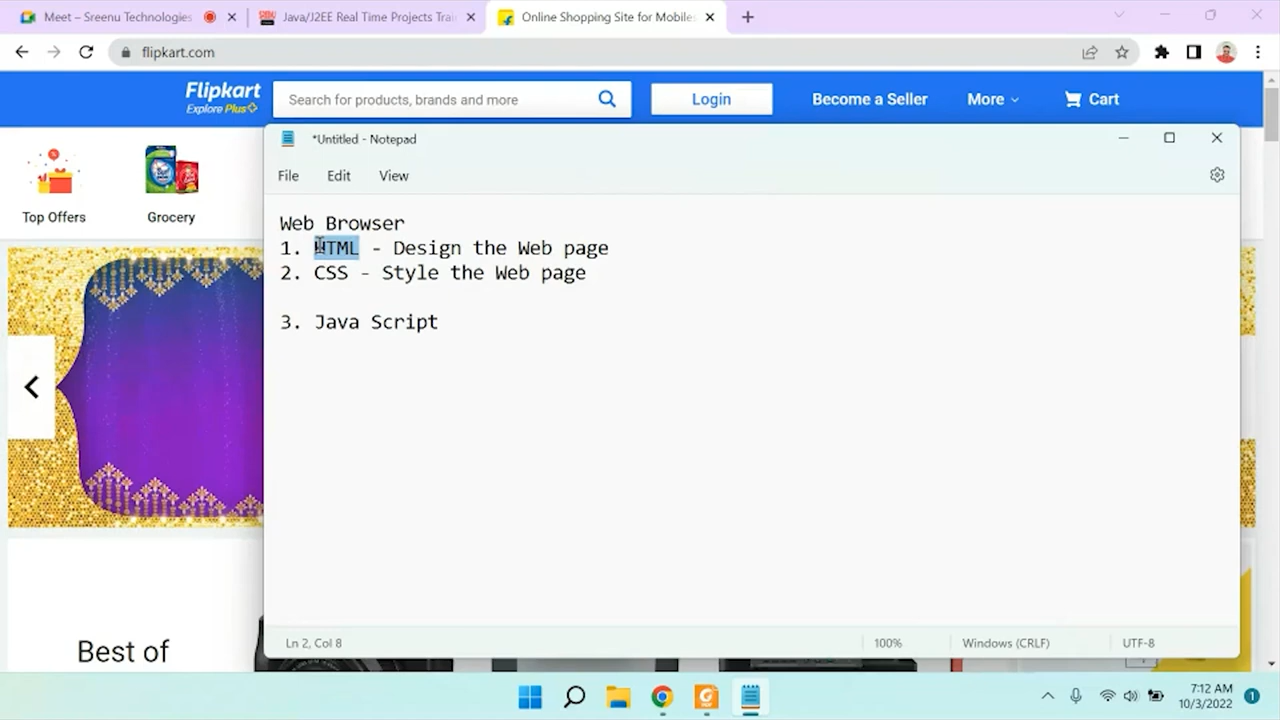 Meet – Sreenu Technologies
Java/J2EE Real Time Projects Trai
Online Shopping Site for Mobiles
flipkart.com
Flipkart
Explore Plus
Search for products, brands and more
Login
Become a Seller
More
Cart
*Untitled - Notepad
File Edit View
Top Offers
Grocery
Web Browser
1. HTML - Design the Web page
2. CSS - Style the Web page
3. Java Script
Best of
Ln 2, Col 8
100%
Windows (CRLF)
UTF-8
7:12 AM
10/3/2022
1